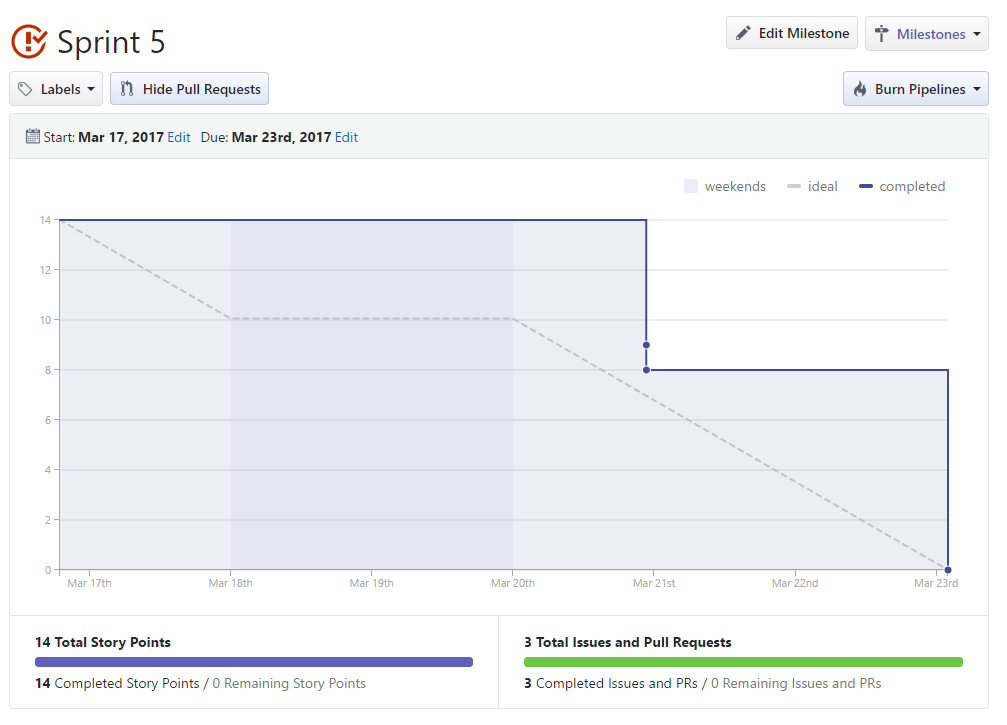 Sprint 5
Edit Milestone
Milestones
Labels
Hide Pull Requests
Burn Pipelines
Start: Mar 17, 2017 Edit Due: Mar 23rd, 2017 Edit
weekends ideal completed
14
12
10
8
6
4
2
0
Mar 17th Mar 18th Mar 19th Mar 20th Mar 21st Mar 22nd Mar 23rd
14 Total Story Points
14 Completed Story Points / 0 Remaining Story Points
3 Total Issues and Pull Requests
3 Completed Issues and PRs / 0 Remaining Issues and PRs